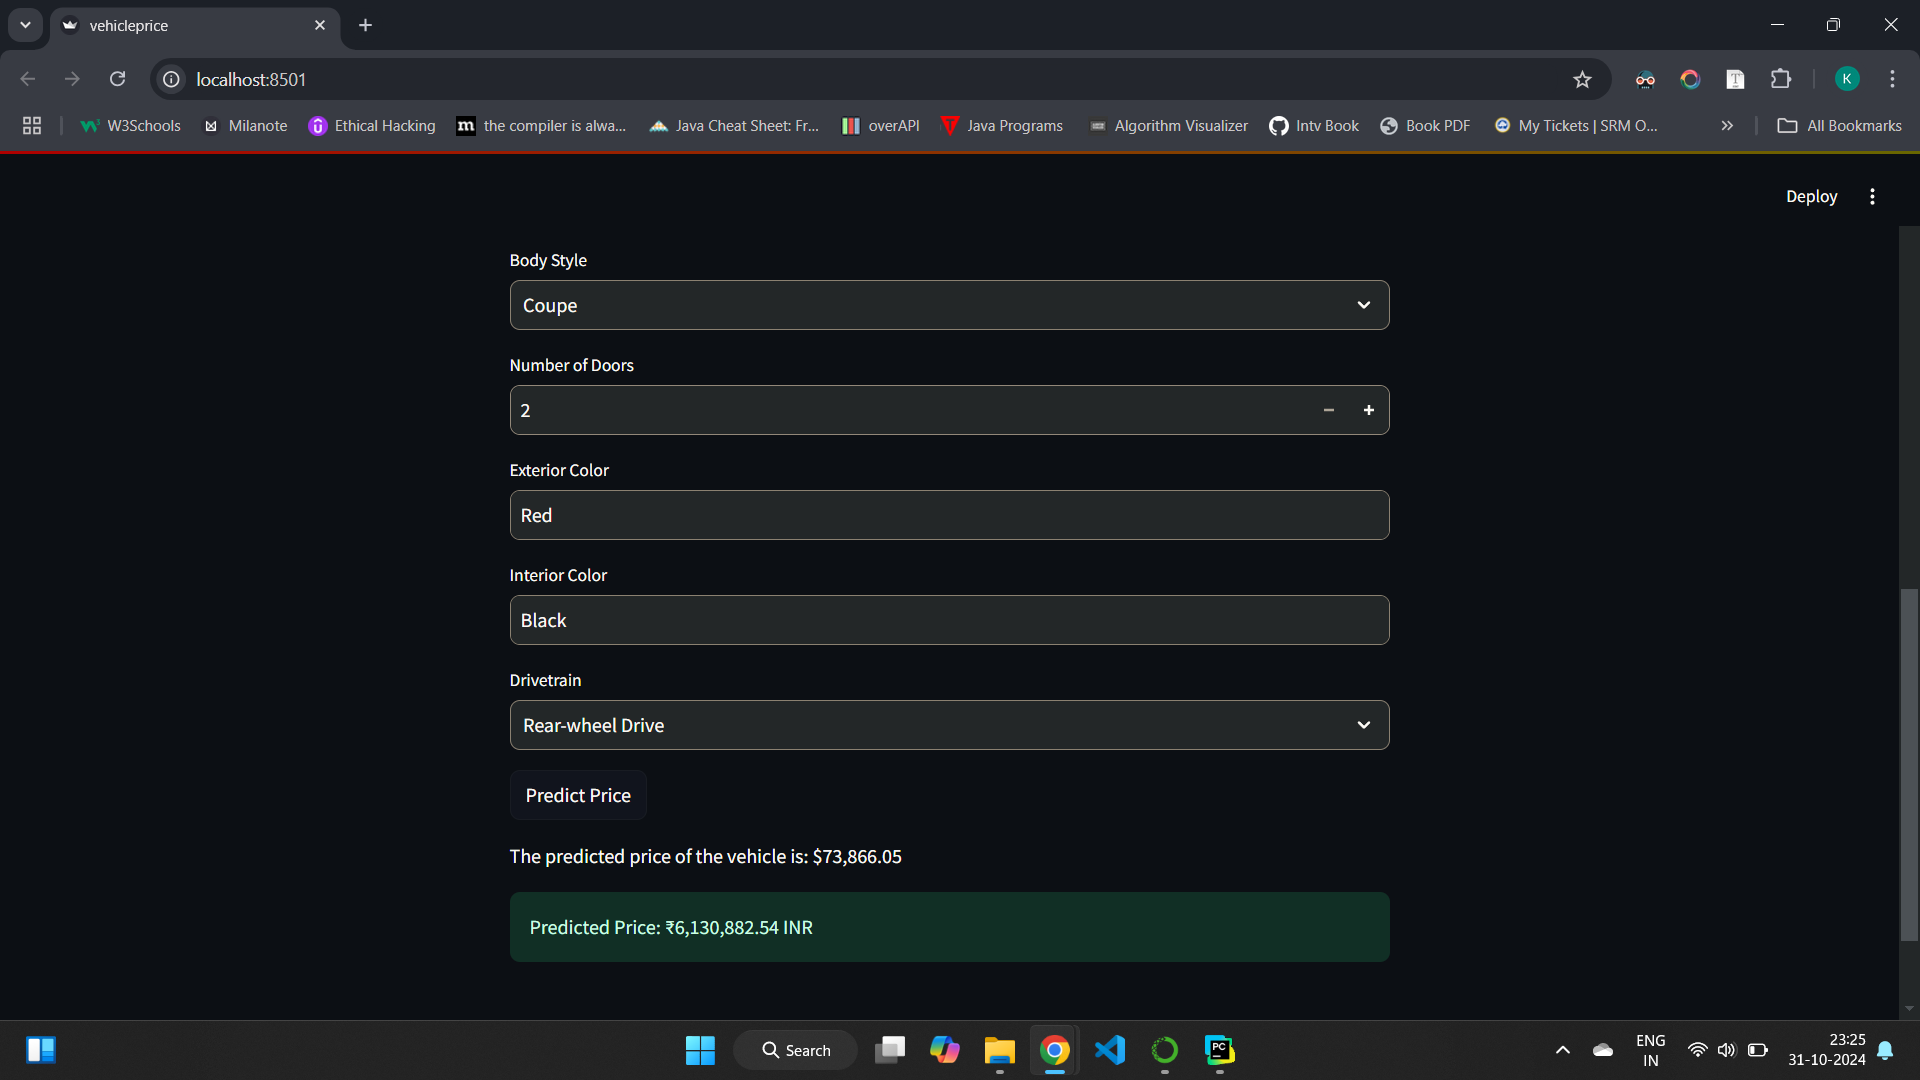 vehicleprice
localhost:8501
K
W3Schools
Milanote
Ethical Hacking
the compiler is alwa...
Java Cheat Sheet: Fr...
overAPI
Java Programs
Algorithm Visualizer
Intv Book
Book PDF
My Tickets | SRM O...
All Bookmarks
Deploy
Body Style
Coupe
Number of Doors
2
Exterior Color
Red
Interior Color
Black
Drivetrain
Rear-wheel Drive
Predict Price
The predicted price of the vehicle is: $73,866.05
Predicted Price: ₹6,130,882.54 INR
Search
PC
ENG
IN
23:25
31-10-2024